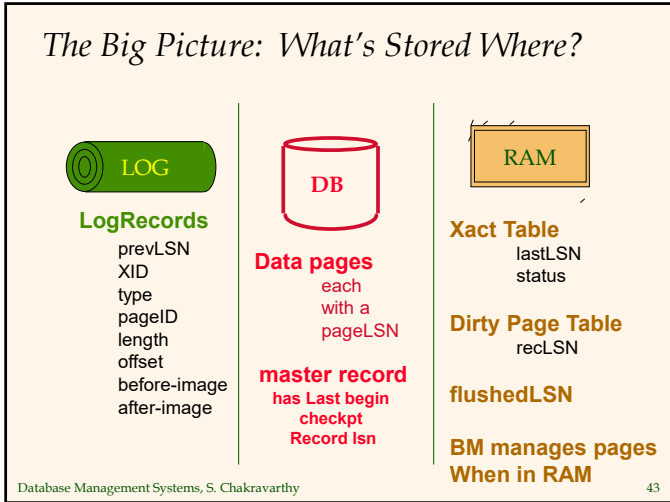 The Big Picture: What's Stored Where?
LOG
LogRecords
prevLSN
XID
type
pageID
length
offset
before-image
after-image
DB
Data pages
each
with a
pageLSN
master record
has Last begin
checkpt
Record lsn
RAM
Xact Table
lastLSN
status
Dirty Page Table
recLSN
flushedLSN
BM manages pages
When in RAM
Database Management Systems, S. Chakravarthy
43